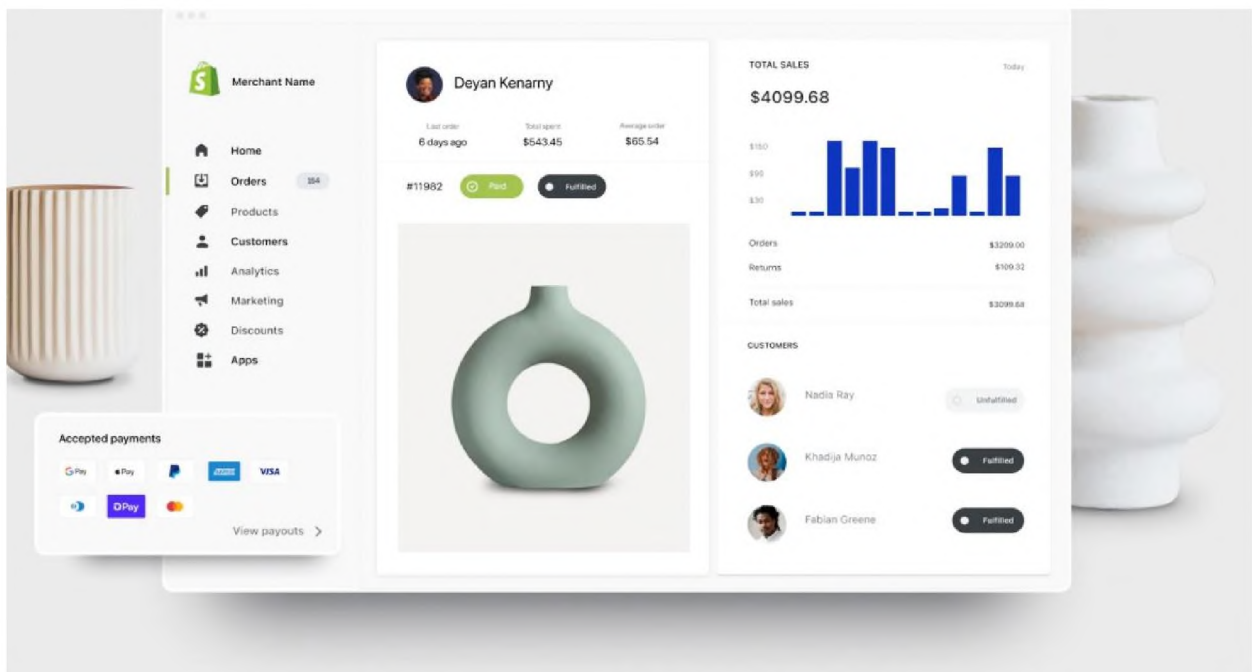 Merchant Name
Home
Orders 154
Products
Customers
Analytics
Marketing
Discounts
Apps
Accepted payments
G Pay Pay VISA
Pay
View payouts
Deyan Kenarny
Last order Total spent Average order
6 days ago $543.45 $65.54
#11982 Paid Fulfilled
TOTAL SALES Today
$4099.68
$150
$90
$30
Orders $3209.00
Returns $109.32
Total sales $3099.68
CUSTOMERS
Nadia Ray Unfulfilled
Khadija Munoz Fulfilled
Fabian Greene Fulfilled